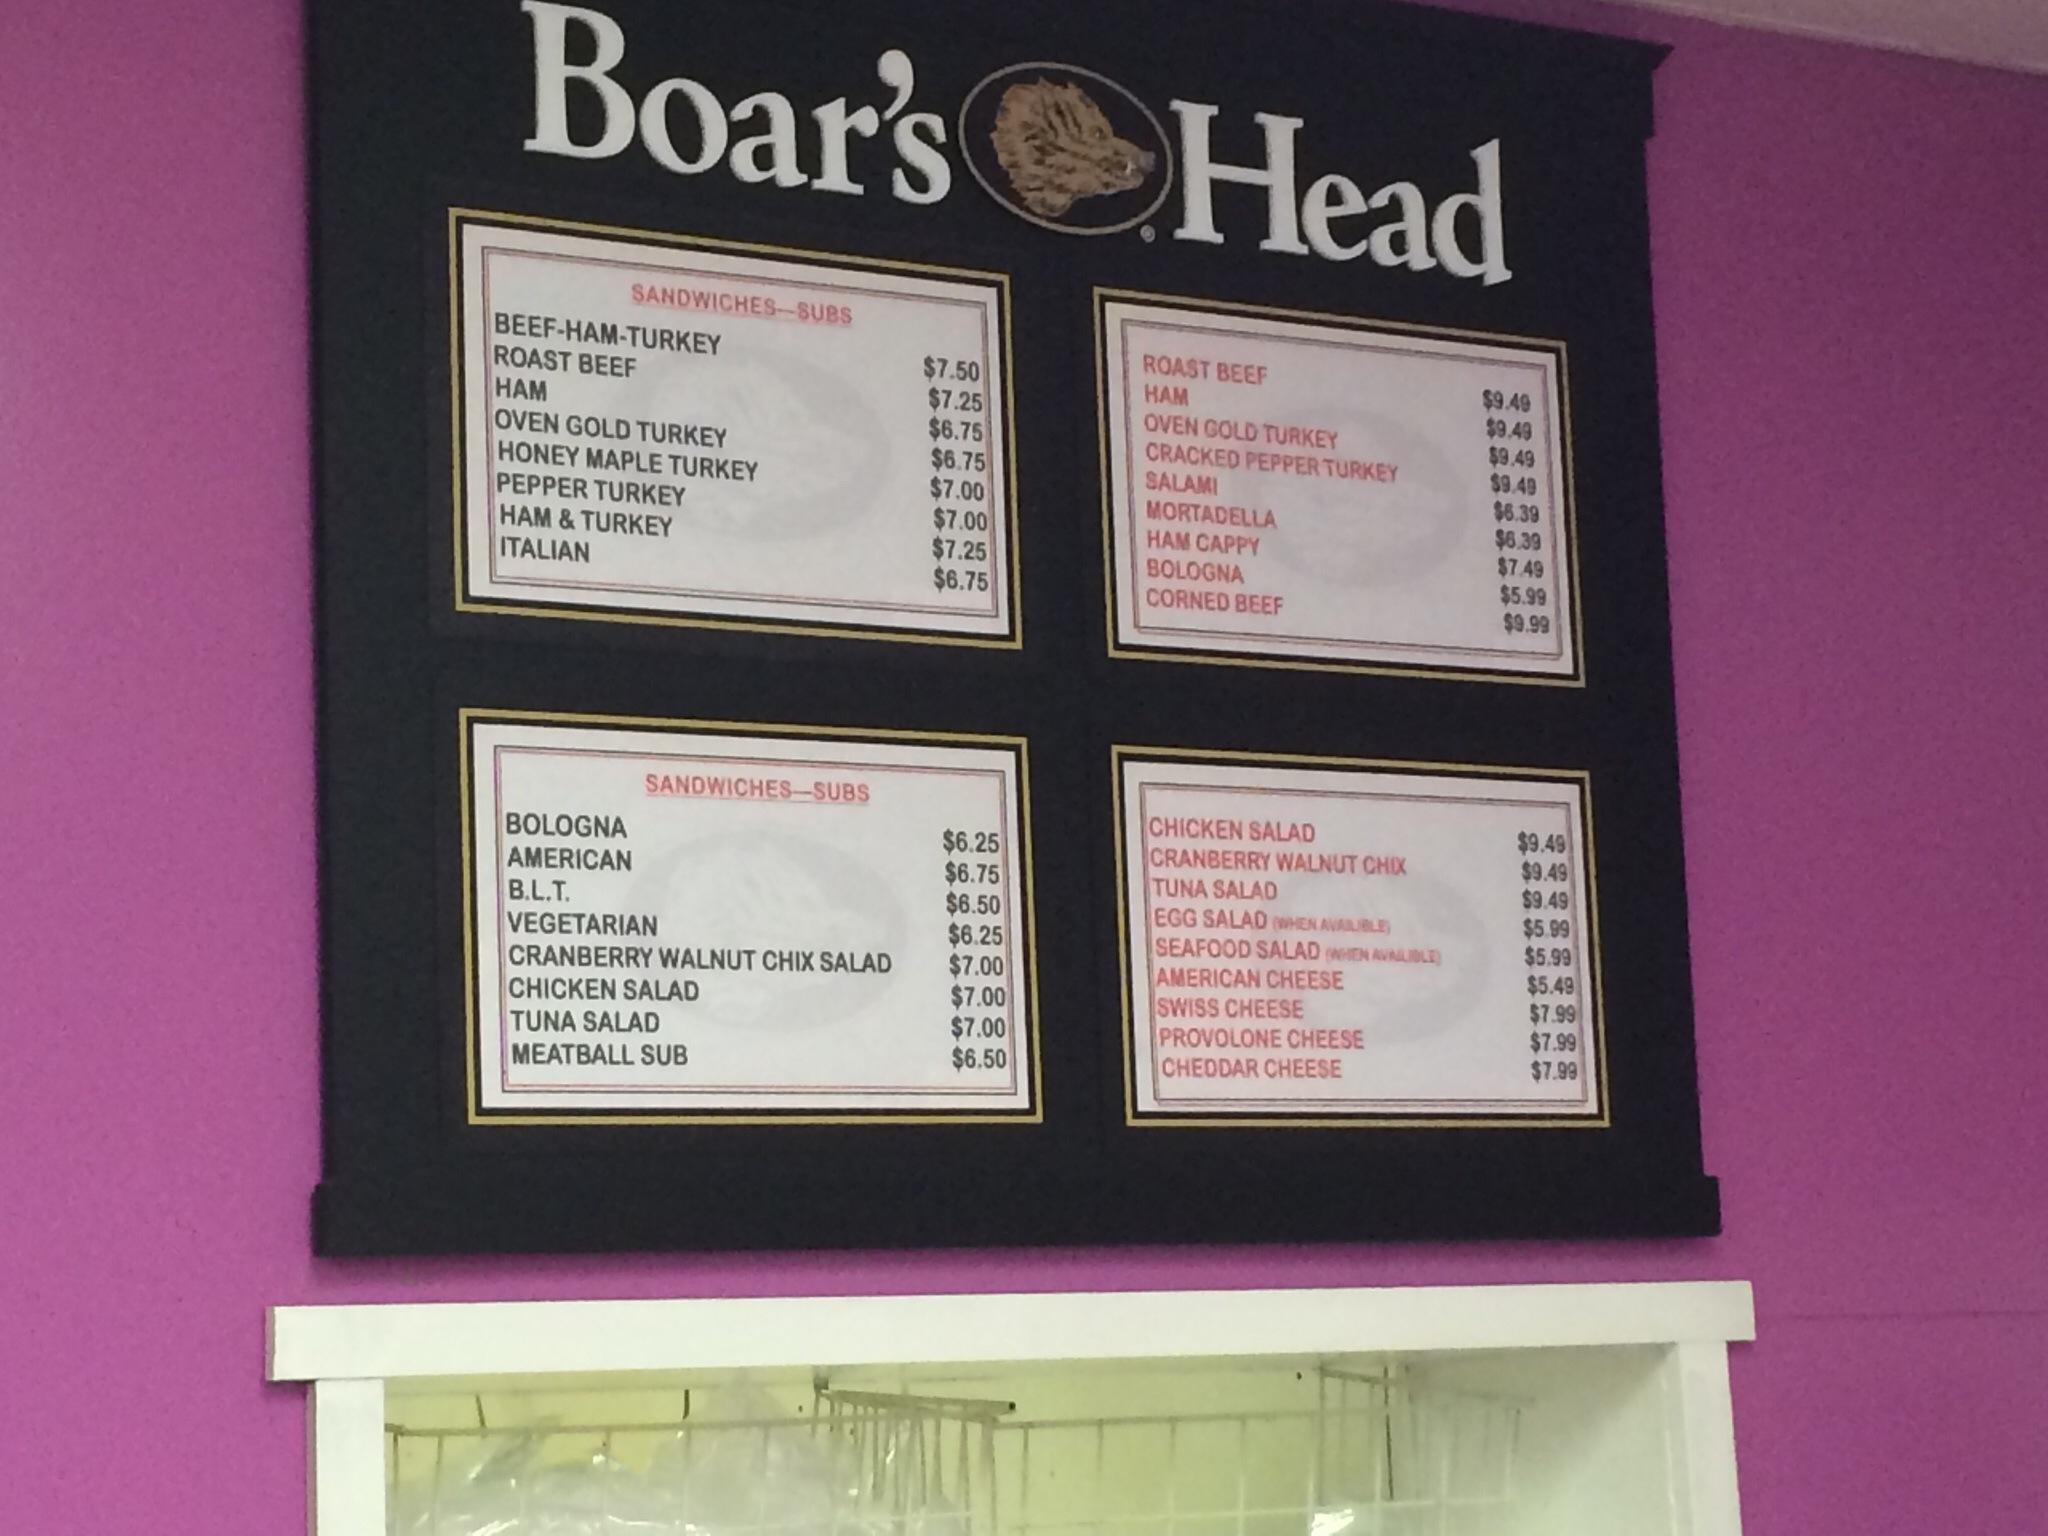 Boar's Head
SANDWICHES—SUBS
BEEF-HAM-TURKEY $7.50
ROAST BEEF $7.25
HAM $6.75
OVEN GOLD TURKEY $6.75
HONEY MAPLE TURKEY $7.00
PEPPER TURKEY $7.00
HAM & TURKEY $7.25
ITALIAN $6.75
ROAST BEEF $9.49
HAM $9.49
OVEN GOLD TURKEY $9.49
CRACKED PEPPER TURKEY $9.49
SALAMI $6.39
MORTADELLA $6.39
HAM CAPPY $7.49
BOLOGNA $5.99
CORNED BEEF $9.99
SANDWICHES—SUBS
BOLOGNA $6.25
AMERICAN $6.75
B.L.T. $6.50
VEGETARIAN $6.25
CRANBERRY WALNUT CHIX SALAD $7.00
CHICKEN SALAD $7.00
TUNA SALAD $7.00
MEATBALL SUB $6.50
CHICKEN SALAD $9.49
CRANBERRY WALNUT CHIX $9.49
TUNA SALAD $9.49
EGG SALAD (WHEN AVAILIBLE) $5.99
SEAFOOD SALAD (WHEN AVAILIBLE) $5.99
AMERICAN CHEESE $5.49
SWISS CHEESE $7.99
PROVOLONE CHEESE $7.99
CHEDDAR CHEESE $7.99